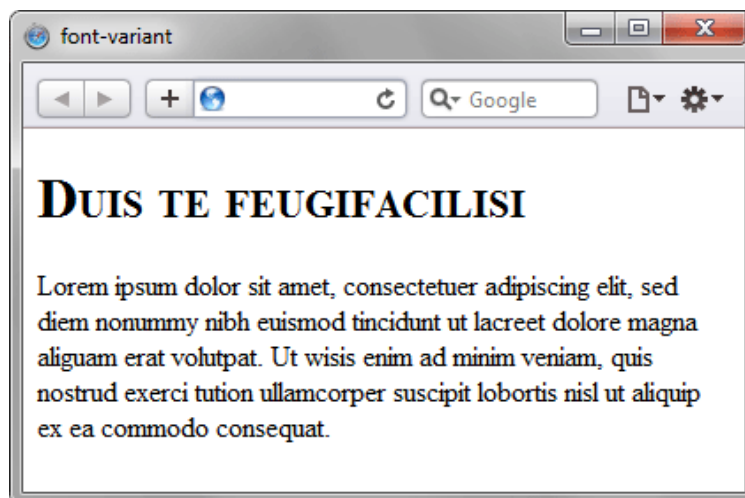 font-variant
Google
Duis te feugifacilisi
Lorem ipsum dolor sit amet, consectetuer adipiscing elit, sed
diem nonummy nibh euismod tincidunt ut lacreet dolore magna
aliguam erat volutpat. Ut wisis enim ad minim veniam, quis
nostrud exerci tution ullamcorper suscipit lobortis nisl ut aliquip
ex ea commodo consequat.